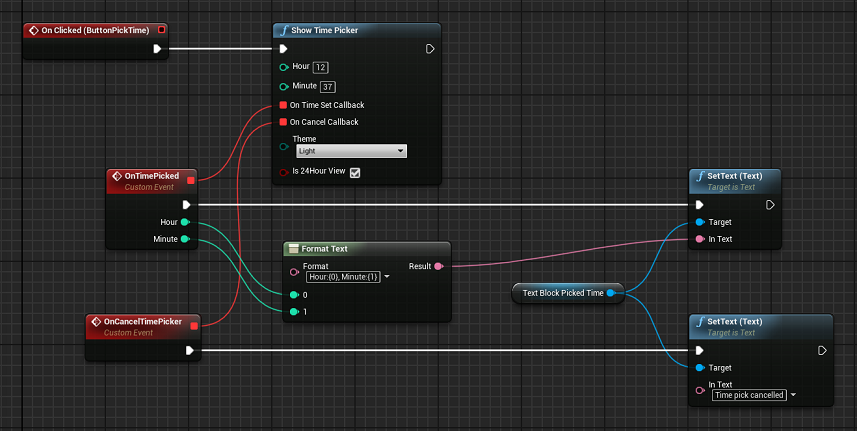 On Clicked (ButtonPickTime)
Show Time Picker
Hour 12
Minute 37
On Time Set Callback
On Cancel Callback
Theme
Light
Is 24Hour View
OnTimePicked
Custom Event
Hour
Minute
SetText (Text)
Target is Text
Target
In Text
Format Text
Format
Hour:{0}, Minute:{1}
Result
0
1
Text Block Picked Time
OnCancelTimePicker
Custom Event
SetText (Text)
Target is Text
Target
In Text
Time pick cancelled